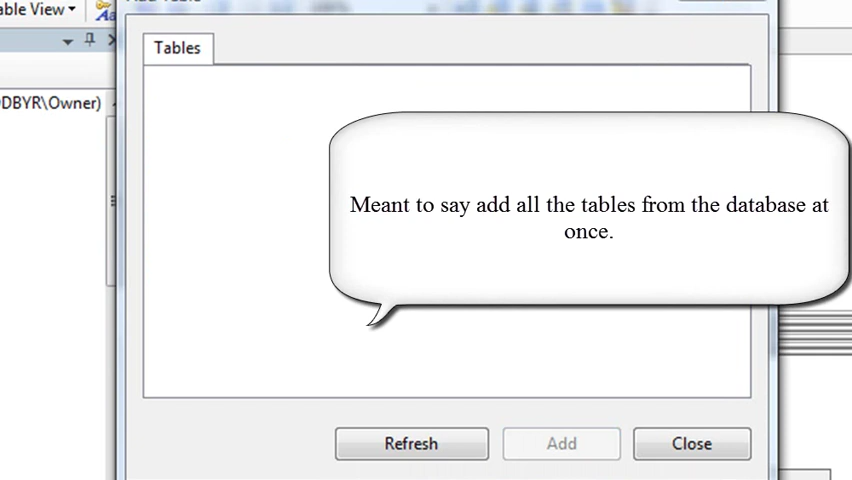 able View
Tables
DBYR\Owner)
Meant to say add all the tables from the database at
once.
Refresh
Add
Close